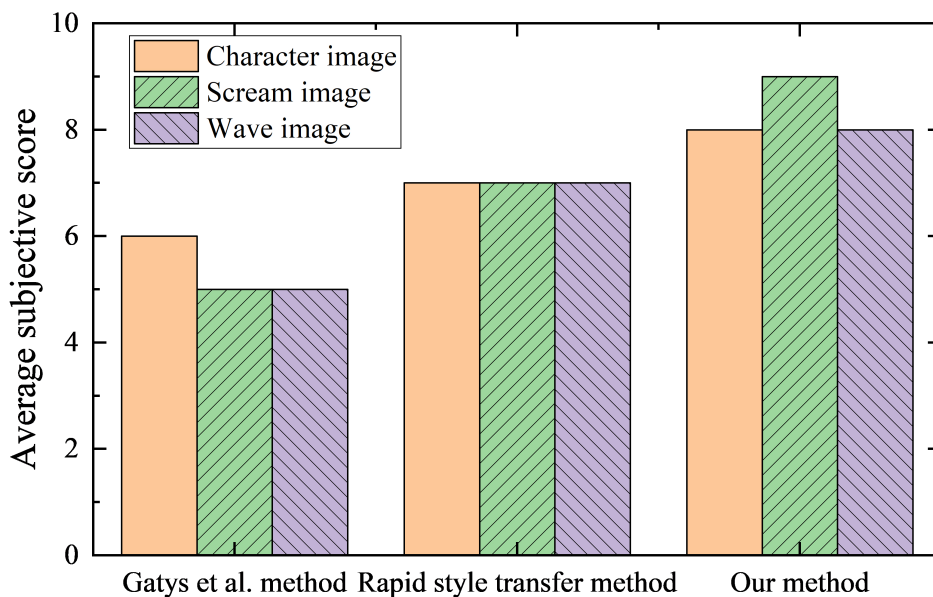 10
8
6
4
2
0
Average subjective score
Character image
Scream image
Wave image
Gatys et al. method
Rapid style transfer method
Our method